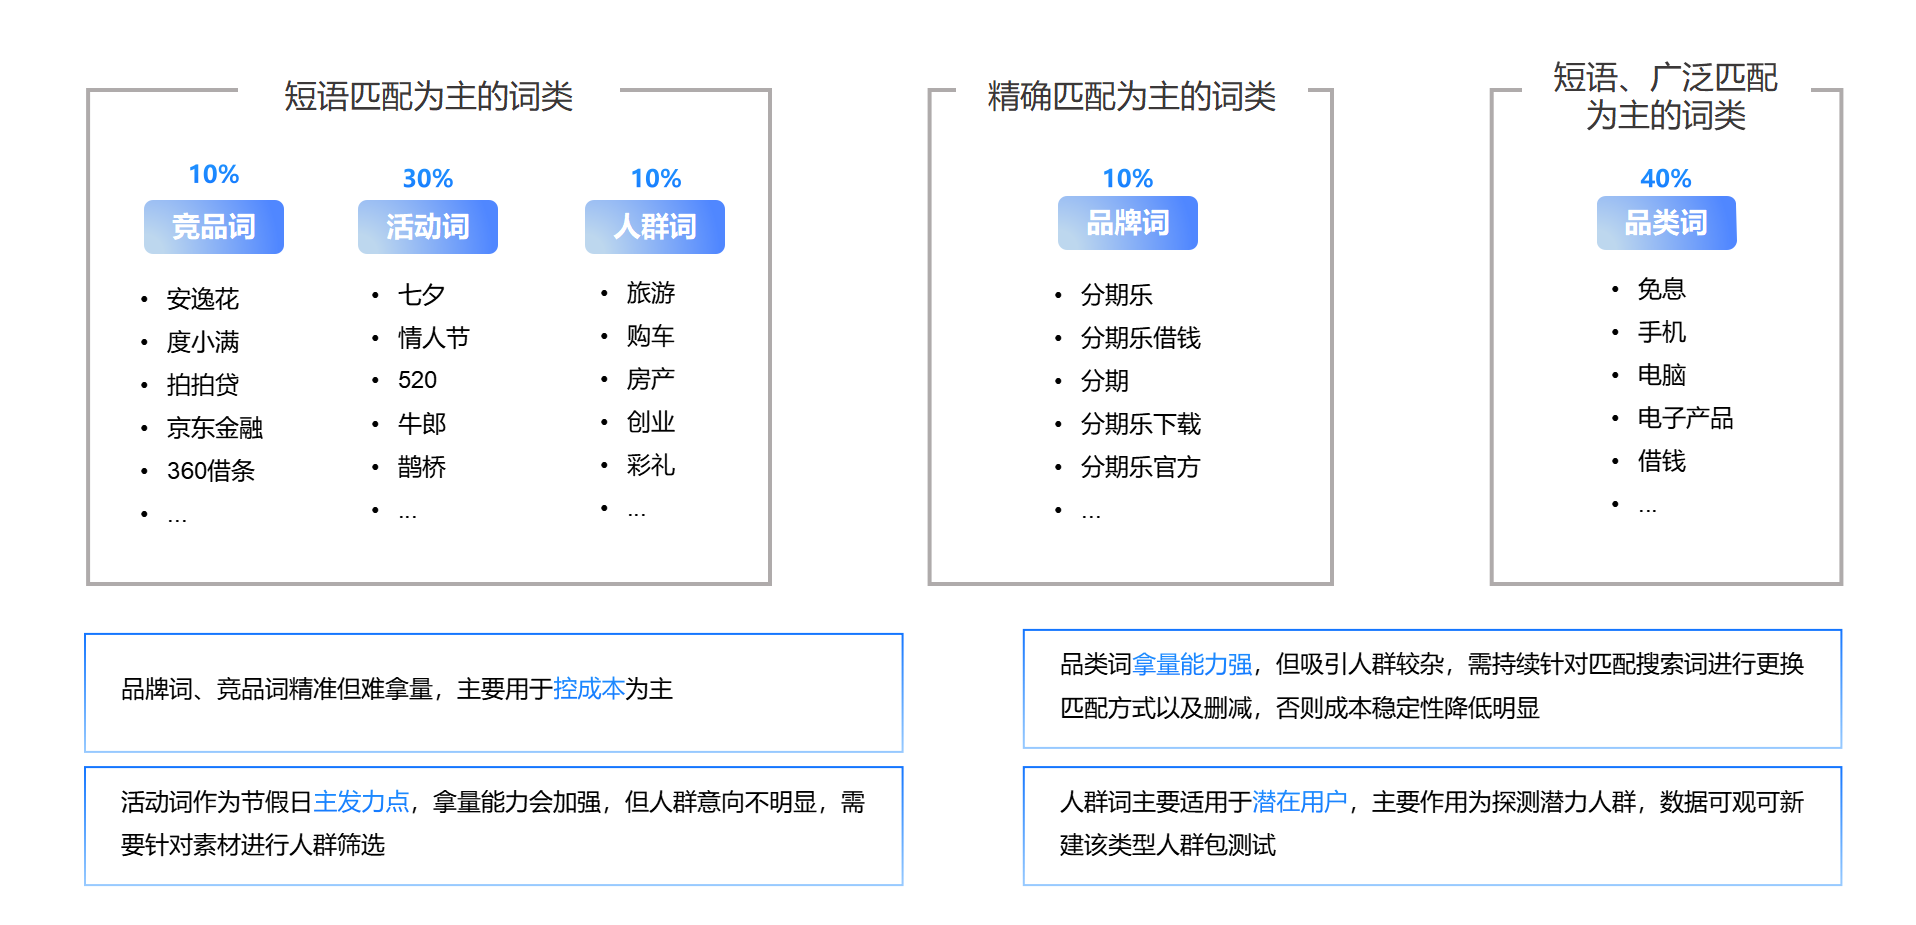 短语匹配为主的词类
10%
竞品词
• 安逸花
• 度小满
• 拍拍贷
• 京东金融
• 360借条
• ...
30%
活动词
• 七夕
• 情人节
• 520
• 牛郎
• 鹊桥
• ...
10%
人群词
• 旅游
• 购车
• 房产
• 创业
• 彩礼
• ...
精确匹配为主的词类
10%
品牌词
• 分期乐
• 分期乐借钱
• 分期
• 分期乐下载
• 分期乐官方
• ...
短语、广泛匹配
为主的词类
40%
品类词
• 免息
• 手机
• 电脑
• 电子产品
• 借钱
• ...
品牌词、竞品词精准但难拿量，主要用于控成本为主
品类词拿量能力强，但吸引人群较杂，需持续针对匹配搜索词进行更换
匹配方式以及删减，否则成本稳定性降低明显
活动词作为节假日主发力点，拿量能力会加强，但人群意向不明显，需
要针对素材进行人群筛选
人群词主要适用于潜在用户，主要作用为探测潜力人群，数据可观可新
建该类型人群包测试